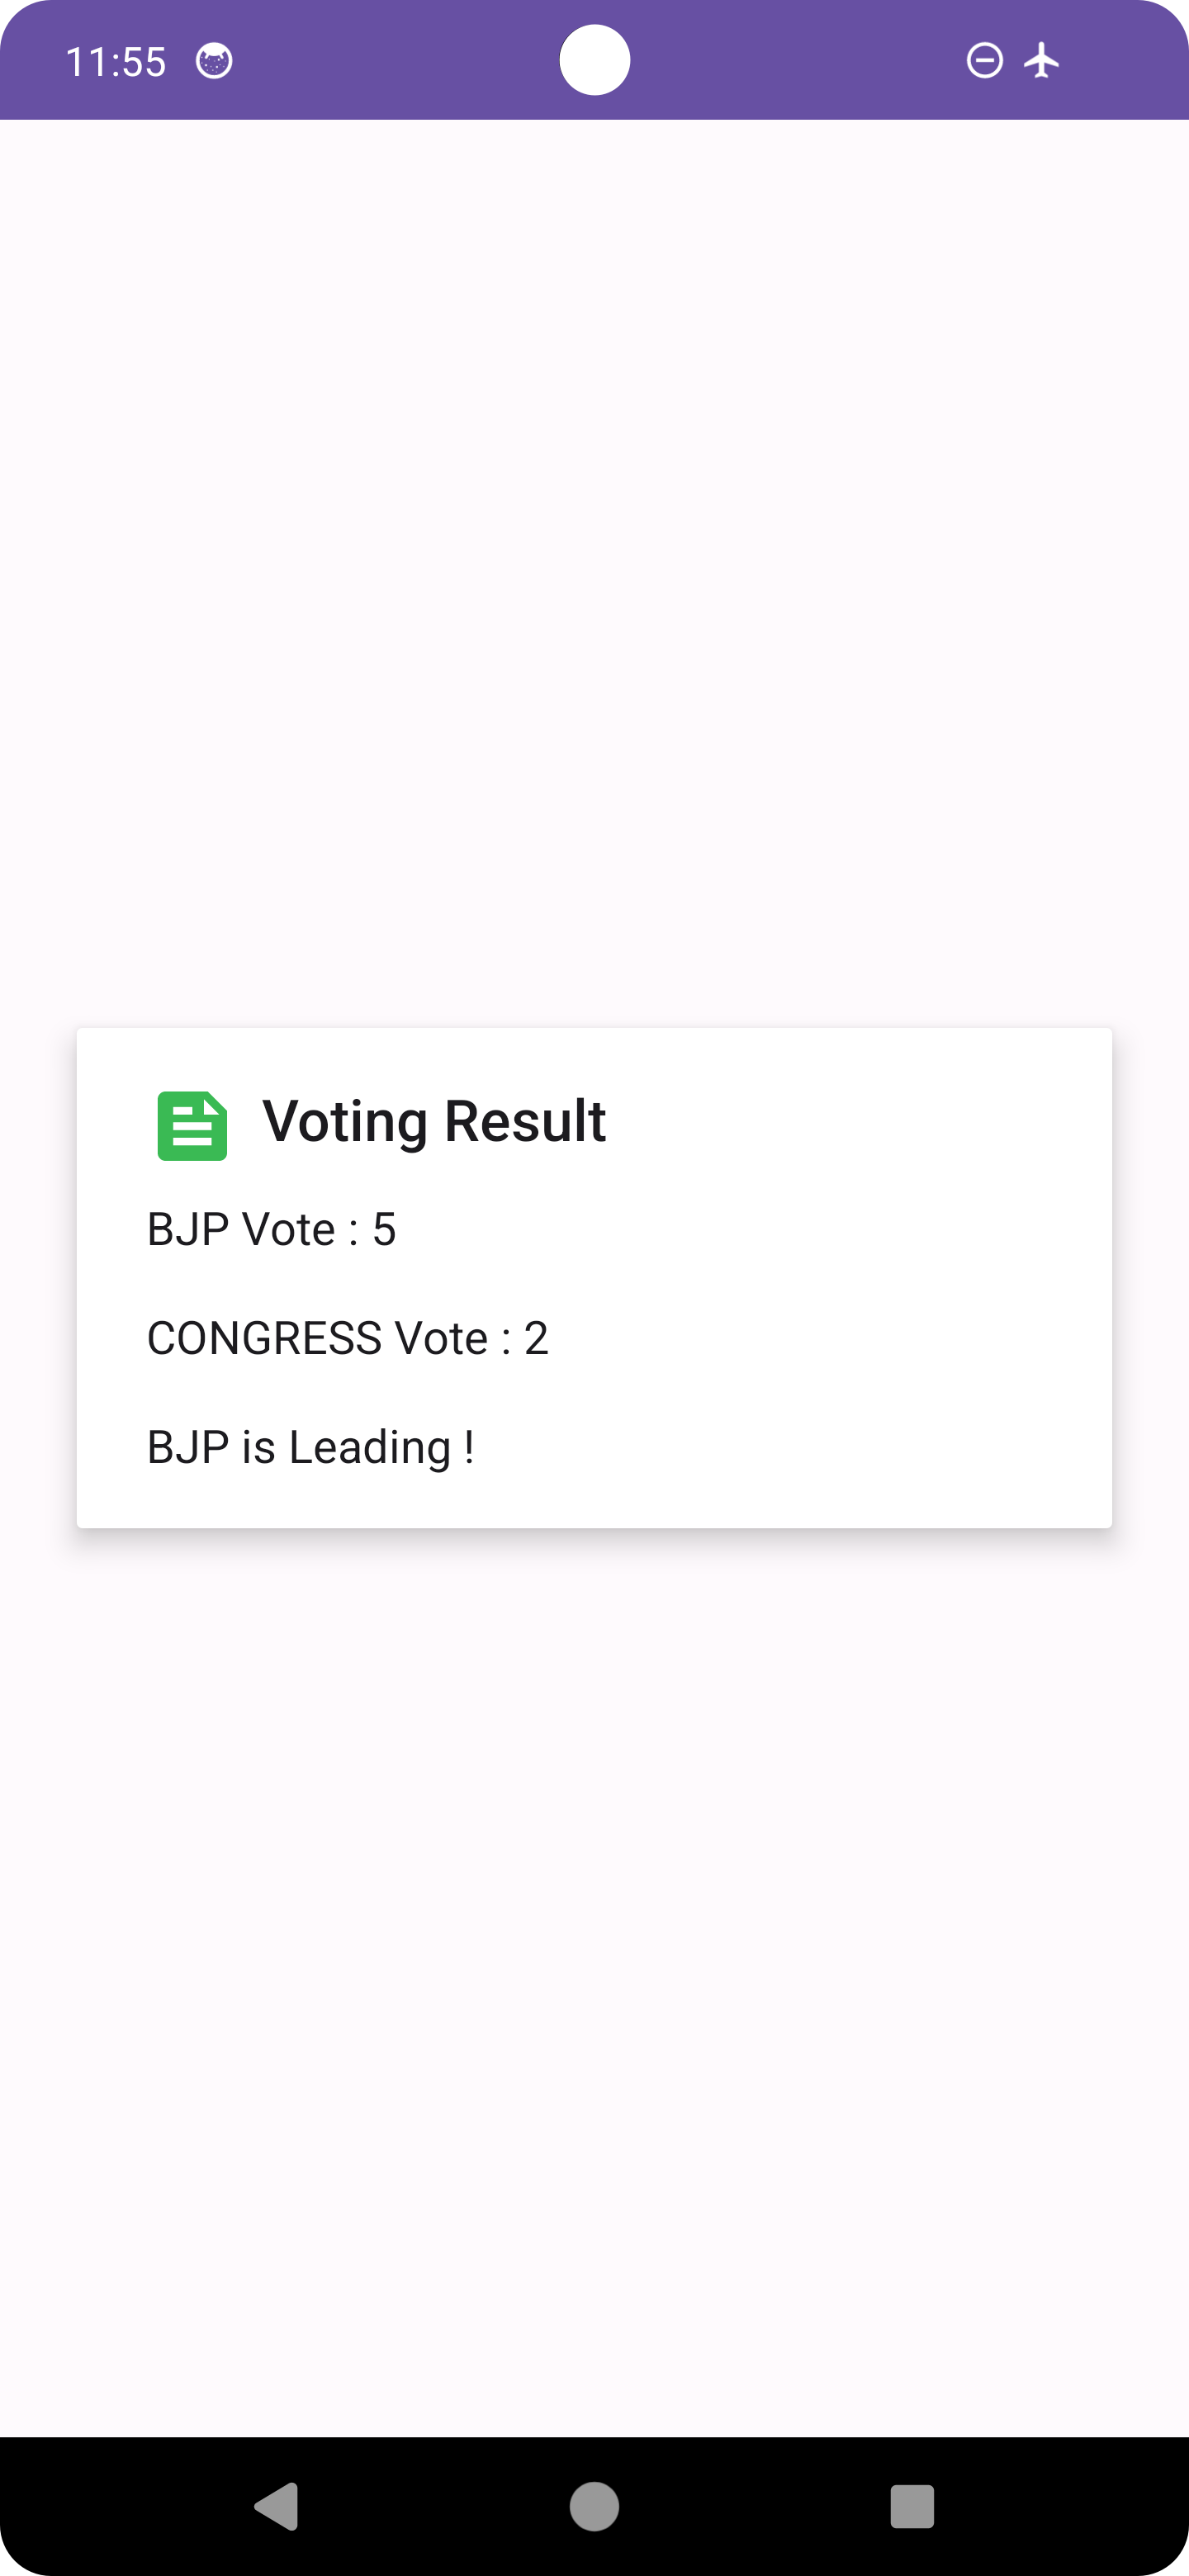 11:55
Voting Result
BJP Vote : 5
CONGRESS Vote : 2
BJP is Leading !